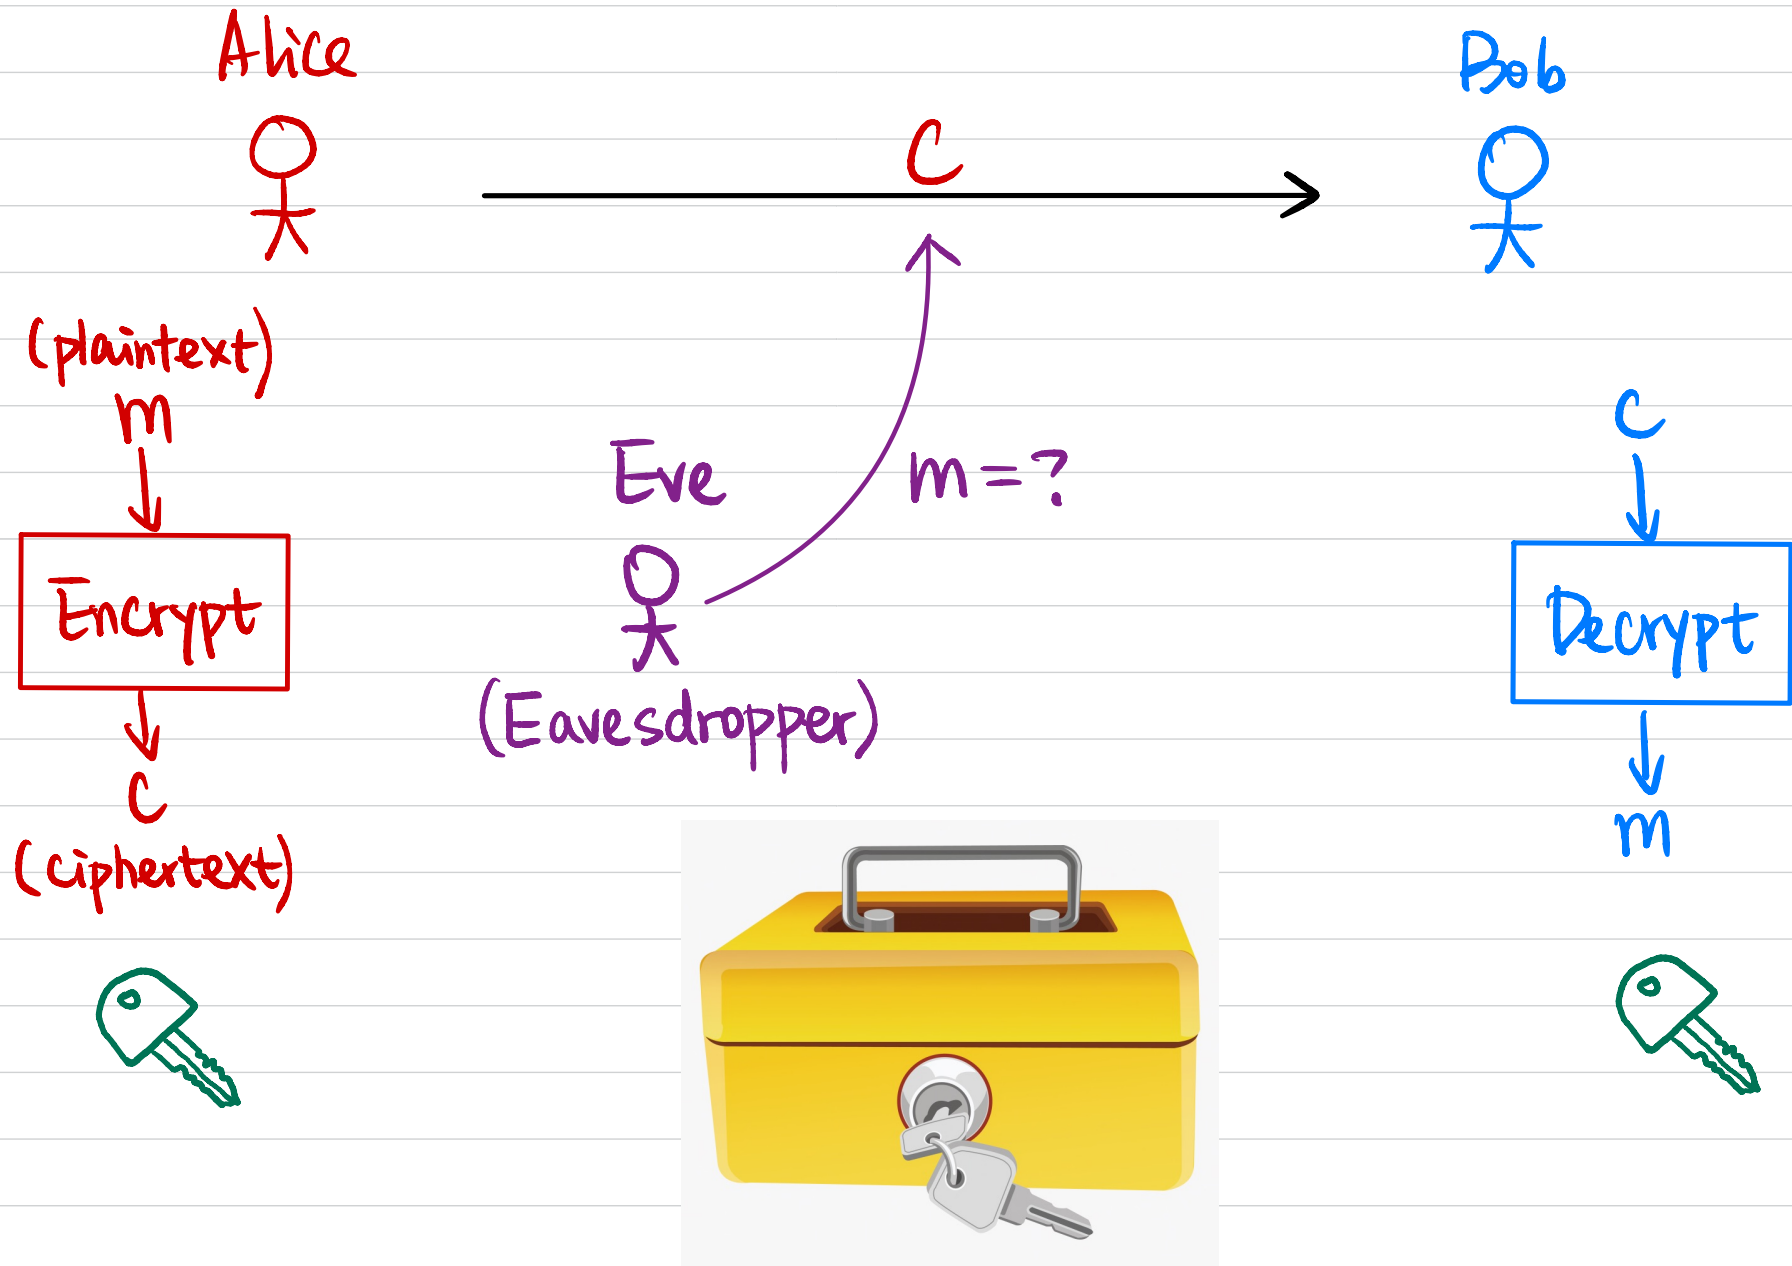 Alice
Bob
C
(plaintext)
m
Encrypt
C
(ciphertext)
Eve
m=?
(Eavesdropper)
C
Decrypt
m